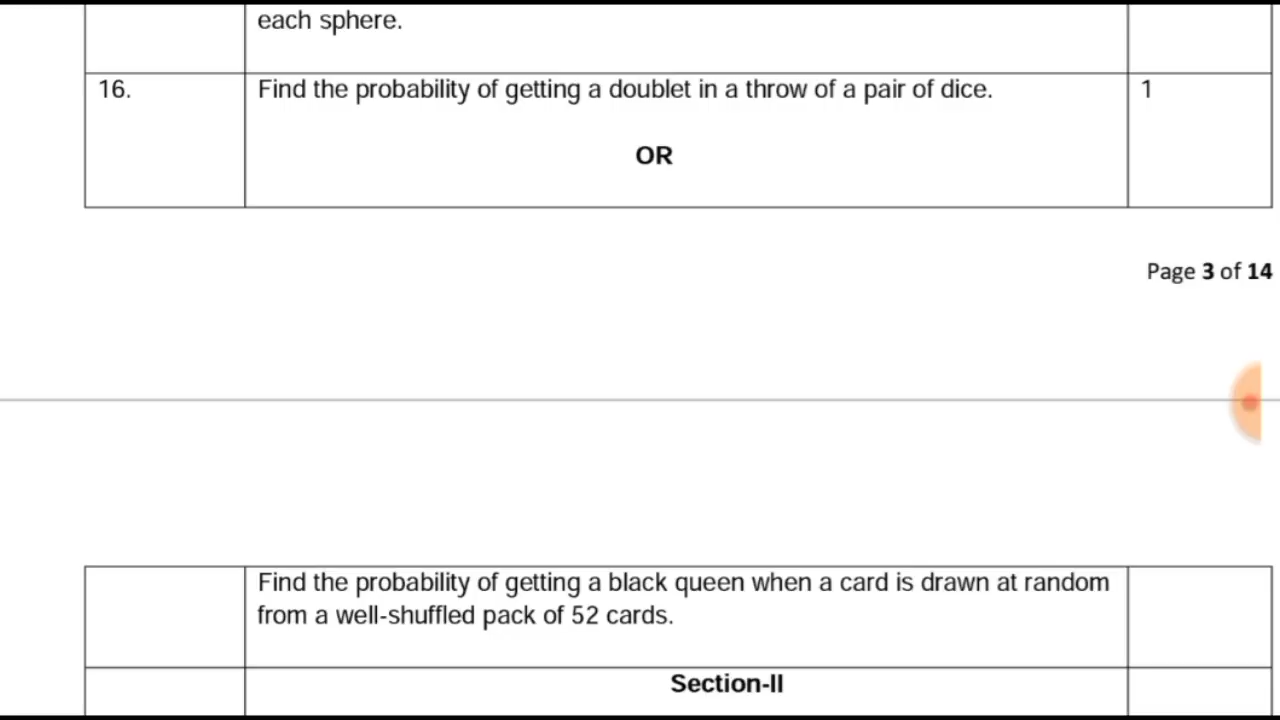 each sphere.
16. Find the probability of getting a doublet in a throw of a pair of dice. 1
OR
Page 3 of 14
Find the probability of getting a black queen when a card is drawn at random
from a well-shuffled pack of 52 cards.
Section-II